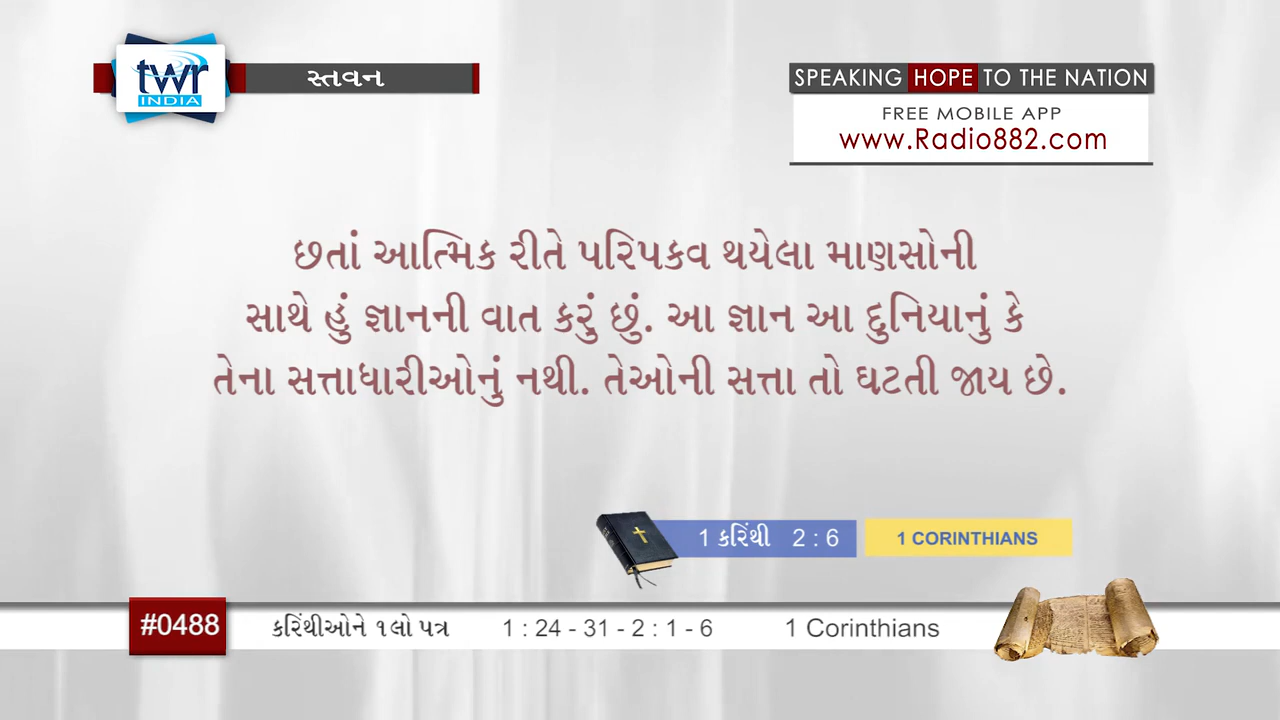 twr
INDIA
સ્તવન
SPEAKING HOPE TO THE NATION
FREE MOBILE APP
www.Radio882.com
છતાં આત્મિક રીતે પરિપકવ થયેલા માણસોની
સાથે હું જ્ઞાનની વાત કરું છું. આ જ્ઞાન આ દુનિયાનું કે
તેના સત્તાધારીઓનું નથી. તેઓની સત્તા તો ઘટતી જાય છે.
1 કરિંથી 2 : 6
1 CORINTHIANS
#0488 કરિંથીઓને ૧લો પત્ર 1 : 24 - 31 - 2 : 1 - 6 1 Corinthians